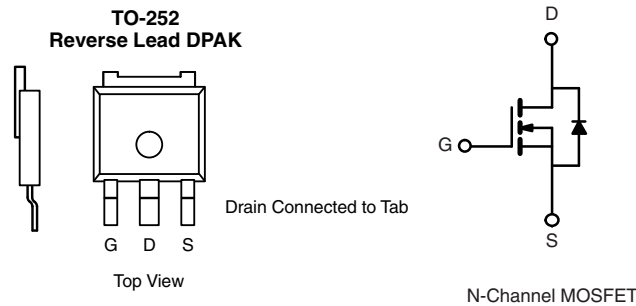 TO-252
Reverse Lead DPAK
Drain Connected to Tab
G D S
Top View
D
G
S
N-Channel MOSFET